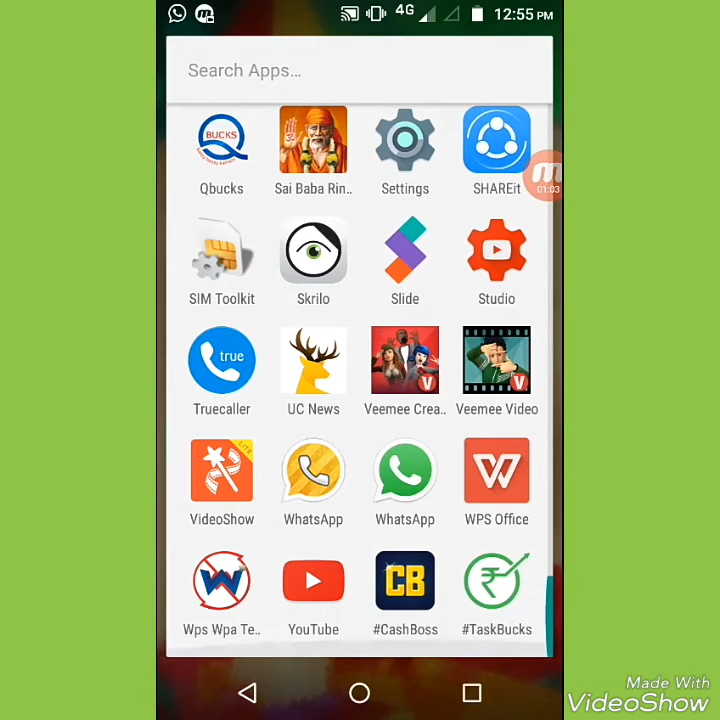 4G 12:55 PM
Search Apps...
BUCKS
Qbucks Sai Baba Rin.. Settings SHAREit
01:03
SIM Toolkit Skrilo Slide Studio
true
Truecaller UC News Veemee Crea.. Veemee Video
LITE
VideoShow WhatsApp WhatsApp WPS Office
CB
Wps Wpa Te.. YouTube #CashBoss #TaskBucks
Made With
VideoShow